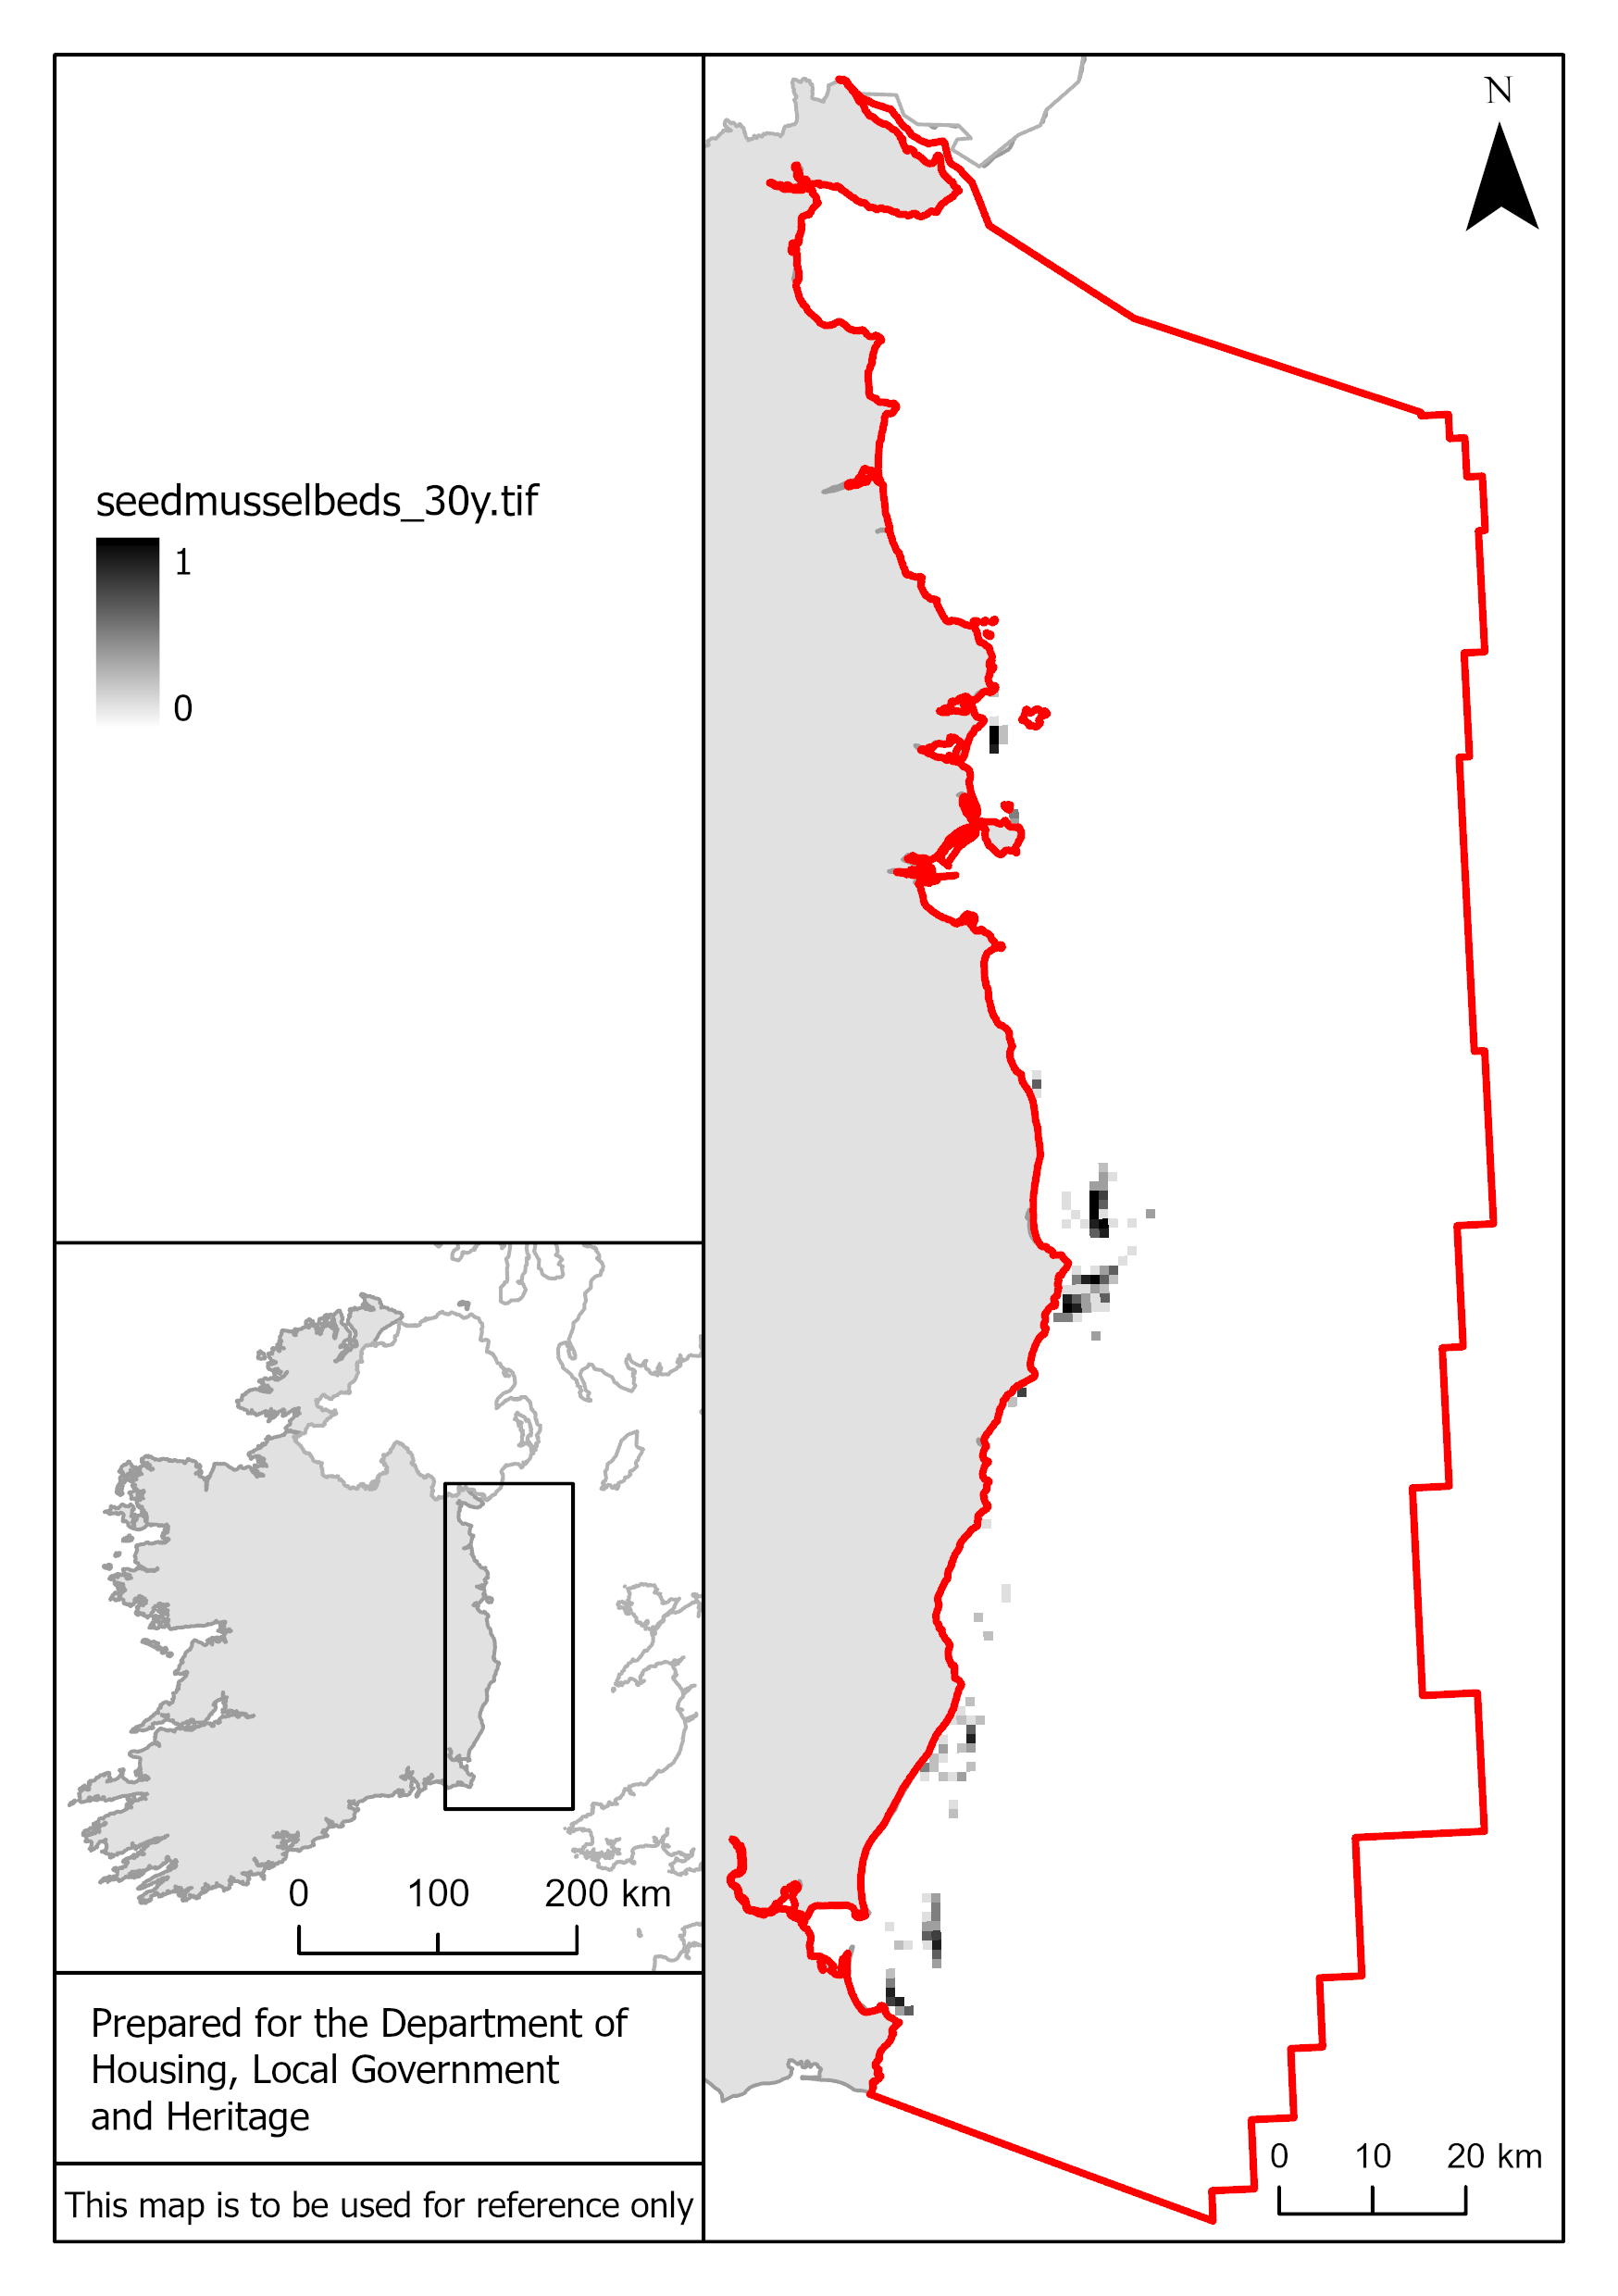 N
seedmusselbeds_30y.tif
1
0
0 100 200 km
Prepared for the Department of
Housing, Local Government
and Heritage
This map is to be used for reference only
0 10 20 km